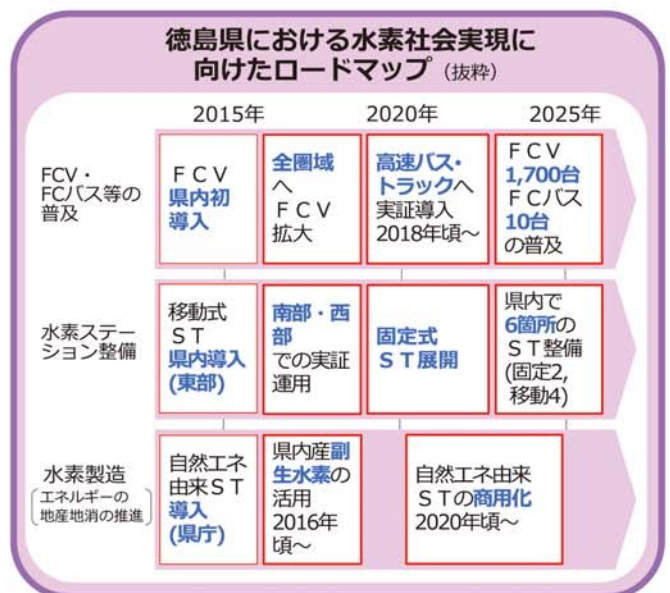 徳島県における水素社会実現に
向けたロードマップ（抜粋）
2015年
2020年
2025年
FCV・
FCバス等の
普及
ＦＣＶ
県内初
導入
全圏域
へ
ＦＣＶ
拡大
高速バス・
トラックへ
実証導入
2018年頃～
ＦＣＶ
1,700台
ＦＣバス
10台
の普及
水素ステー
ション整備
移動式
ＳＴ
県内導入
(東部)
南部・西
部
での実証
運用
固定式
ＳＴ展開
県内で
6箇所の
ＳＴ整備
(固定2,
移動4)
水素製造
エネルギーの
地産地消の推進
自然エネ
由来ＳＴ
導入
(県庁)
県内産副
生水素の
活用
2016年
頃～
自然エネ由来
ＳＴの商用化
2020年頃～